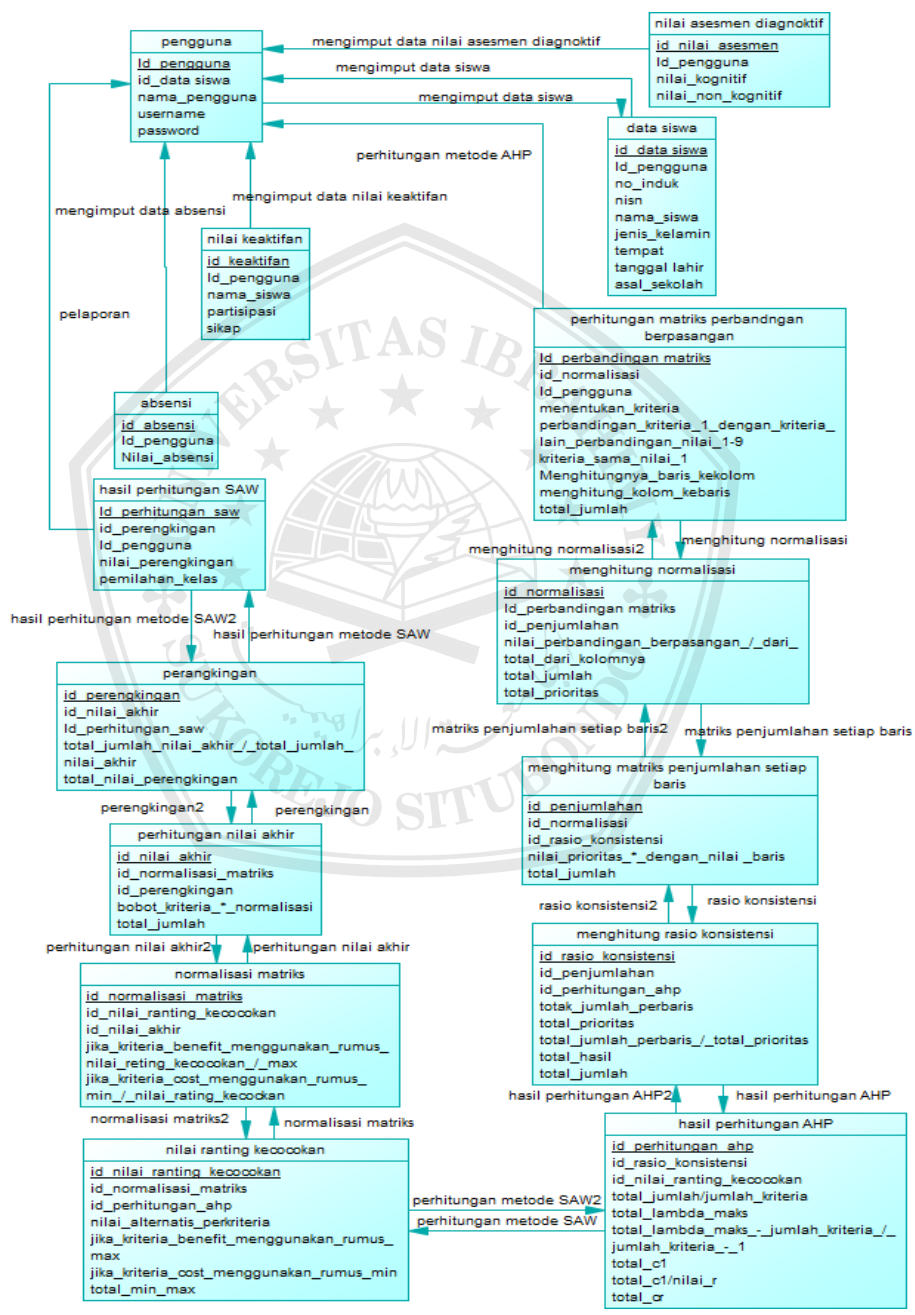 nilai asesmen diagnoktif
id_nilai_asesmen
Id_pengguna
nilai_kognitif
nilai_non_kognitif
pengguna
Id_pengguna
id_data siswa
nama_pengguna
username
password
mengimput data nilai asesmen diagnoktif
mengimput data siswa
mengimput data siswa
data siswa
id_data siswa
Id_pengguna
no_induk
nisn
nama_siswa
jenis_kelamin
tempat
tanggal lahir
asal_sekolah
perhitungan metode AHP
mengimput data nilai keaktifan
mengimput data absensi
nilai keaktifan
id_keaktifan
Id_pengguna
nama_siswa
partisipasi
sikap
pelaporan
absensi
id_absensi
Id_pengguna
Nilai_absensi
perhitungan matriks perbandngan
berpasangan
Id_perbandingan matriks
id_normalisasi
Id_pengguna
menentukan_kriteria
perbandingan_kriteria_1_dengan_kriteria_
lain_perbandingan_nilai_1-9
kriteria_sama_nilai_1
Menghitungnya_baris_kekolom
menghitung_kolom_kebaris
total_jumlah
hasil perhitungan SAW
Id_perhitungan_saw
id_perengkingan
Id_pengguna
nilai_perengkingan
pemilahan_kelas
menghitung normalisasi2
menghitung normalisasi
menghitung normalisasi
id_normalisasi
Id_perbandingan matriks
id_penjumlahan
nilai_perbandingan_berpasangan_/_dari_
total_dari_kolomnya
total_jumlah
total_prioritas
hasil perhitungan metode SAW2
hasil perhitungan metode SAW
perangkingan
id_perengkingan
id_nilai_akhir
Id_perhitungan_saw
total_jumlah_nilai_akhir_/_total_jumlah_
nilai_akhir
total_nilai_perengkingan
matriks penjumlahan setiap baris2
matriks penjumlahan setiap baris
menghitung matriks penjumlahan setiap
baris
id_penjumlahan
id_normalisasi
id_rasio_konsistensi
nilai_prioritas_*_dengan_nilai _baris
total_jumlah
perengkingan2
perengkingan
perhitungan nilai akhir
id_nilai_akhir
id_normalisasi_matriks
id_perengkingan
bobot_kriteria_*_normalisasi
total_jumlah
rasio konsistensi2
rasio konsistensi
menghitung rasio konsistensi
id_rasio_konsistensi
id_penjumlahan
id_perhitungan_ahp
totak_jumlah_perbaris
total_prioritas
total_jumlah_perbaris_/_total_prioritas
total_hasil
total_jumlah
perhitungan nilai akhir2
perhitungan nilai akhir
normalisasi matriks
id_normalisasi_matriks
id_nilai_ranting_kecocokan
id_nilai_akhir
jika_kriteria_benefit_menggunakan_rumus_
nilai_reting_kecocokan_/_max
jika_kriteria_cost_menggunakan_rumus_
min_/_nilai_rating_kecockan
hasil perhitungan AHP2
hasil perhitungan AHP
normalisasi matriks2
normalisasi matriks
nilai ranting kecocokan
id_nilai_ranting_kecocokan
id_normalisasi_matriks
id_perhitungan_ahp
nilai_alternatis_perkriteria
jika_kriteria_benefit_menggunakan_rumus_
max
jika_kriteria_cost_menggunakan_rumus_min
total_min_max
perhitungan metode SAW2
perhitungan metode SAW
hasil perhitungan AHP
id_perhitungan_ahp
id_rasio_konsistensi
id_nilai_ranting_kecocokan
total_jumlah/jumlah_kriteria
total_lambda_maks
total_lambda_maks_-_jumlah_kriteria_/_
jumlah_kriteria_-_1
total_c1
total_c1/nilai_r
total_cr
UNIVERSITAS IBRAHIMY
SUKOREJO SITUBONDO